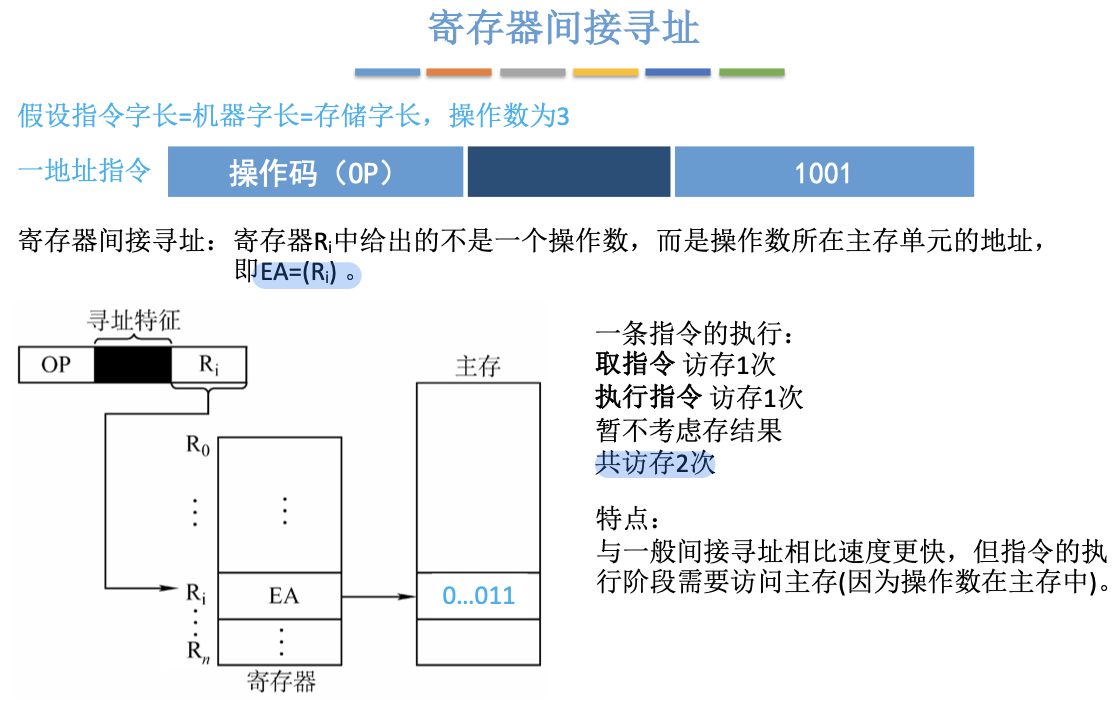 寄存器间接寻址
假设指令字长=机器字长=存储字长，操作数为3
一地址指令 操作码（OP） 1001
寄存器间接寻址：寄存器Ri中给出的不是一个操作数，而是操作数所在主存单元的地址，
即EA=(Ri) 。
寻址特征
OP Ri
主存
R0
⋮ ⋮
Ri EA 0...011
⋮ ⋮
Rn
寄存器
一条指令的执行：
取指令 访存1次
执行指令 访存1次
暂不考虑存结果
共访存2次
特点：
与一般间接寻址相比速度更快，但指令的执
行阶段需要访问主存(因为操作数在主存中)。